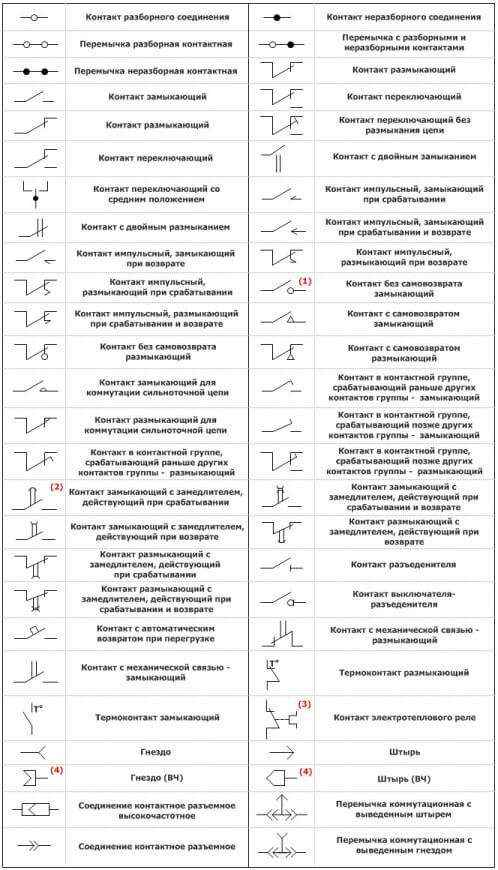 Контакт разборного соединения
Контакт неразборного соединения
Перемычка разборная контактная
Перемычка с разборными и
неразборными контактами
Перемычка неразборная контактная
Контакт размыкающий
Контакт замыкающий
Контакт переключающий
Контакт размыкающий
Контакт переключающий без
размыкания цепи
Контакт переключающий
Контакт с двойным замыканием
Контакт переключающий со
средним положением
Контакт импульсный, замыкающий
при срабатывании
Контакт с двойным размыканием
Контакт импульсный, замыкающий
при срабатывании и возврате
Контакт импульсный, замыкающий
при возврате
Контакт импульсный,
размыкающий при возврате
Контакт импульсный,
размыкающий при срабатывании
(1)
Контакт без самовозврата
замыкающий
Контакт импульсный, размыкающий
при срабатывании и возврате
Контакт с самовозвратом
замыкающий
Контакт без самовозврата
размыкающий
Контакт с самовозвратом
размыкающий
Контакт замыкающий для
коммутации сильноточной цепи
Контакт в контактной группе,
срабатывающий раньше других
контактов группы - замыкающий
Контакт размыкающий для
коммутации сильноточной цепи
Контакт в контактной группе,
срабатывающий позже других
контактов группы - замыкающий
Контакт в контактной группе,
срабатывающий раньше других
контактов группы - размыкающий
Контакт в контактной группе,
срабатывающий позже других
контактов группы - размыкающий
(2)
Контакт замыкающий с замедлителем,
действующий при срабатывании
Контакт замыкающий с
замедлителем, действующий при
срабатывании и возврате
Контакт замыкающий с замедлителем,
действующий при возврате
Контакт размыкающий с
замедлителем, действующий при
возврате
Контакт размыкающий с
замедлителем, действующий
при срабатывании
Контакт разъеденителя
Контакт размыкающий с
замедлителем, действующий при
срабатывании и возврате
Контакт выключателя-
разъеденителя
Контакт с автоматическим
возвратом при перегрузке
Контакт с механической связью -
размыкающий
Контакт с механической связью -
замыкающий
T°
Термоконтакт размыкающий
T°
Термоконтакт замыкающий
(3)
Контакт электротеплового реле
Гнездо
Штырь
(4)
Гнездо (ВЧ)
(4)
Штырь (ВЧ)
Соединение контактное разъемное
высокочастотное
Перемычка коммутационная с
выведенным штырем
Соединение контактное разъемное
Перемычка коммутационная с
выведенным гнездом